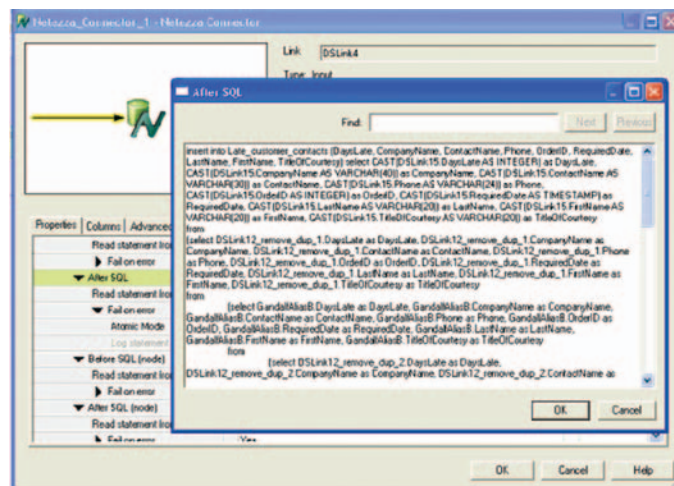 Netezza_Connector_1 - Netezza Connector
Link DSLink4
Type: Input
After SQL
Find: Next Previous
insert into Late_customer_contacts (DaysLate, CompanyName, ContactName, Phone, OrderID, RequiredDate,
LastName, FirstName, TitleOfCourtesy) select CAST(DSLink15.DaysLate AS INTEGER) as DaysLate,
CAST(DSLink15.CompanyName AS VARCHAR(40)) as CompanyName, CAST(DSLink15.ContactName AS
VARCHAR(30)) as ContactName, CAST(DSLink15.Phone AS VARCHAR(24)) as Phone,
CAST(DSLink15.OrderID AS INTEGER) as OrderID, CAST(DSLink15.RequiredDate AS TIMESTAMP) as
RequiredDate, CAST(DSLink15.LastName AS VARCHAR(20)) as LastName, CAST(DSLink15.FirstName AS
VARCHAR(20)) as FirstName, CAST(DSLink15.TitleOfCourtesy AS VARCHAR(20)) as TitleOfCourtesy
from
(select DSLink12_remove_dup_1.DaysLate as DaysLate, DSLink12_remove_dup_1.CompanyName as
CompanyName, DSLink12_remove_dup_1.ContactName as ContactName, DSLink12_remove_dup_1.Phone
as Phone, DSLink12_remove_dup_1.OrderID as OrderID, DSLink12_remove_dup_1.RequiredDate as
RequiredDate, DSLink12_remove_dup_1.LastName as LastName, DSLink12_remove_dup_1.FirstName as
FirstName, DSLink12_remove_dup_1.TitleOfCourtesy as TitleOfCourtesy
from
(select GandalfAliasB.DaysLate as DaysLate, GandalfAliasB.CompanyName as CompanyName,
GandalfAliasB.ContactName as ContactName, GandalfAliasB.Phone as Phone, GandalfAliasB.OrderID as
OrderID, GandalfAliasB.RequiredDate as RequiredDate, GandalfAliasB.LastName as LastName,
GandalfAliasB.FirstName as FirstName, GandalfAliasB.TitleOfCourtesy as TitleOfCourtesy
from
(select DSLink12_remove_dup_2.DaysLate as DaysLate,
DSLink12_remove_dup_2.CompanyName as CompanyName, DSLink12_remove_dup_2.ContactName as
OK Cancel
Properties Columns Advanced
Read statement from
Fail on error
After SQL
Read statement from
Fail on error
Atomic Mode
Log statement
Before SQL (node)
Read statement from
Fail on error
After SQL (node)
Read statement from
Fail on error Yes
OK Cancel Help